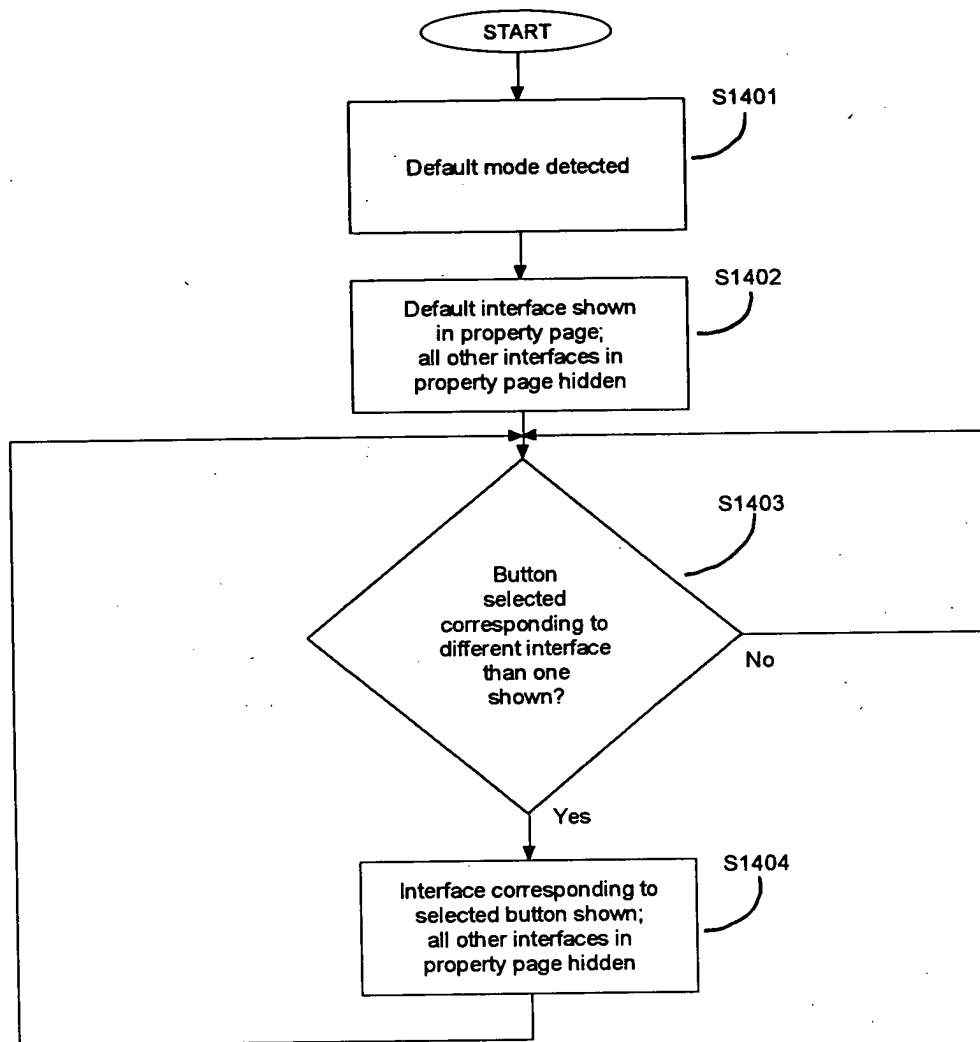 START
S1401
Default mode detected
S1402
Default interface shown
in property page;
all other interfaces in
property page hidden
S1403
Button
selected
corresponding to
different interface
than one
shown?
No
Yes
S1404
Interface corresponding to
selected button shown;
all other interfaces in
property page hidden